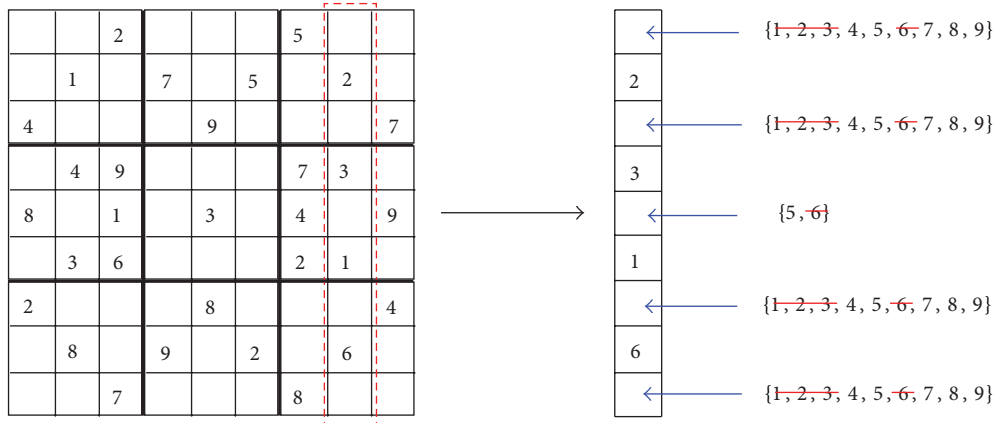 2 5 {1, 2, 3, 4, 5, 6, 7, 8, 9}
1 7 5 2 2
4 9 7 {1, 2, 3, 4, 5, 6, 7, 8, 9}
4 9 7 3 3
8 1 3 4 9 {5, 6}
3 6 2 1 1
2 8 4 {1, 2, 3, 4, 5, 6, 7, 8, 9}
8 9 2 6 6
7 8 {1, 2, 3, 4, 5, 6, 7, 8, 9}